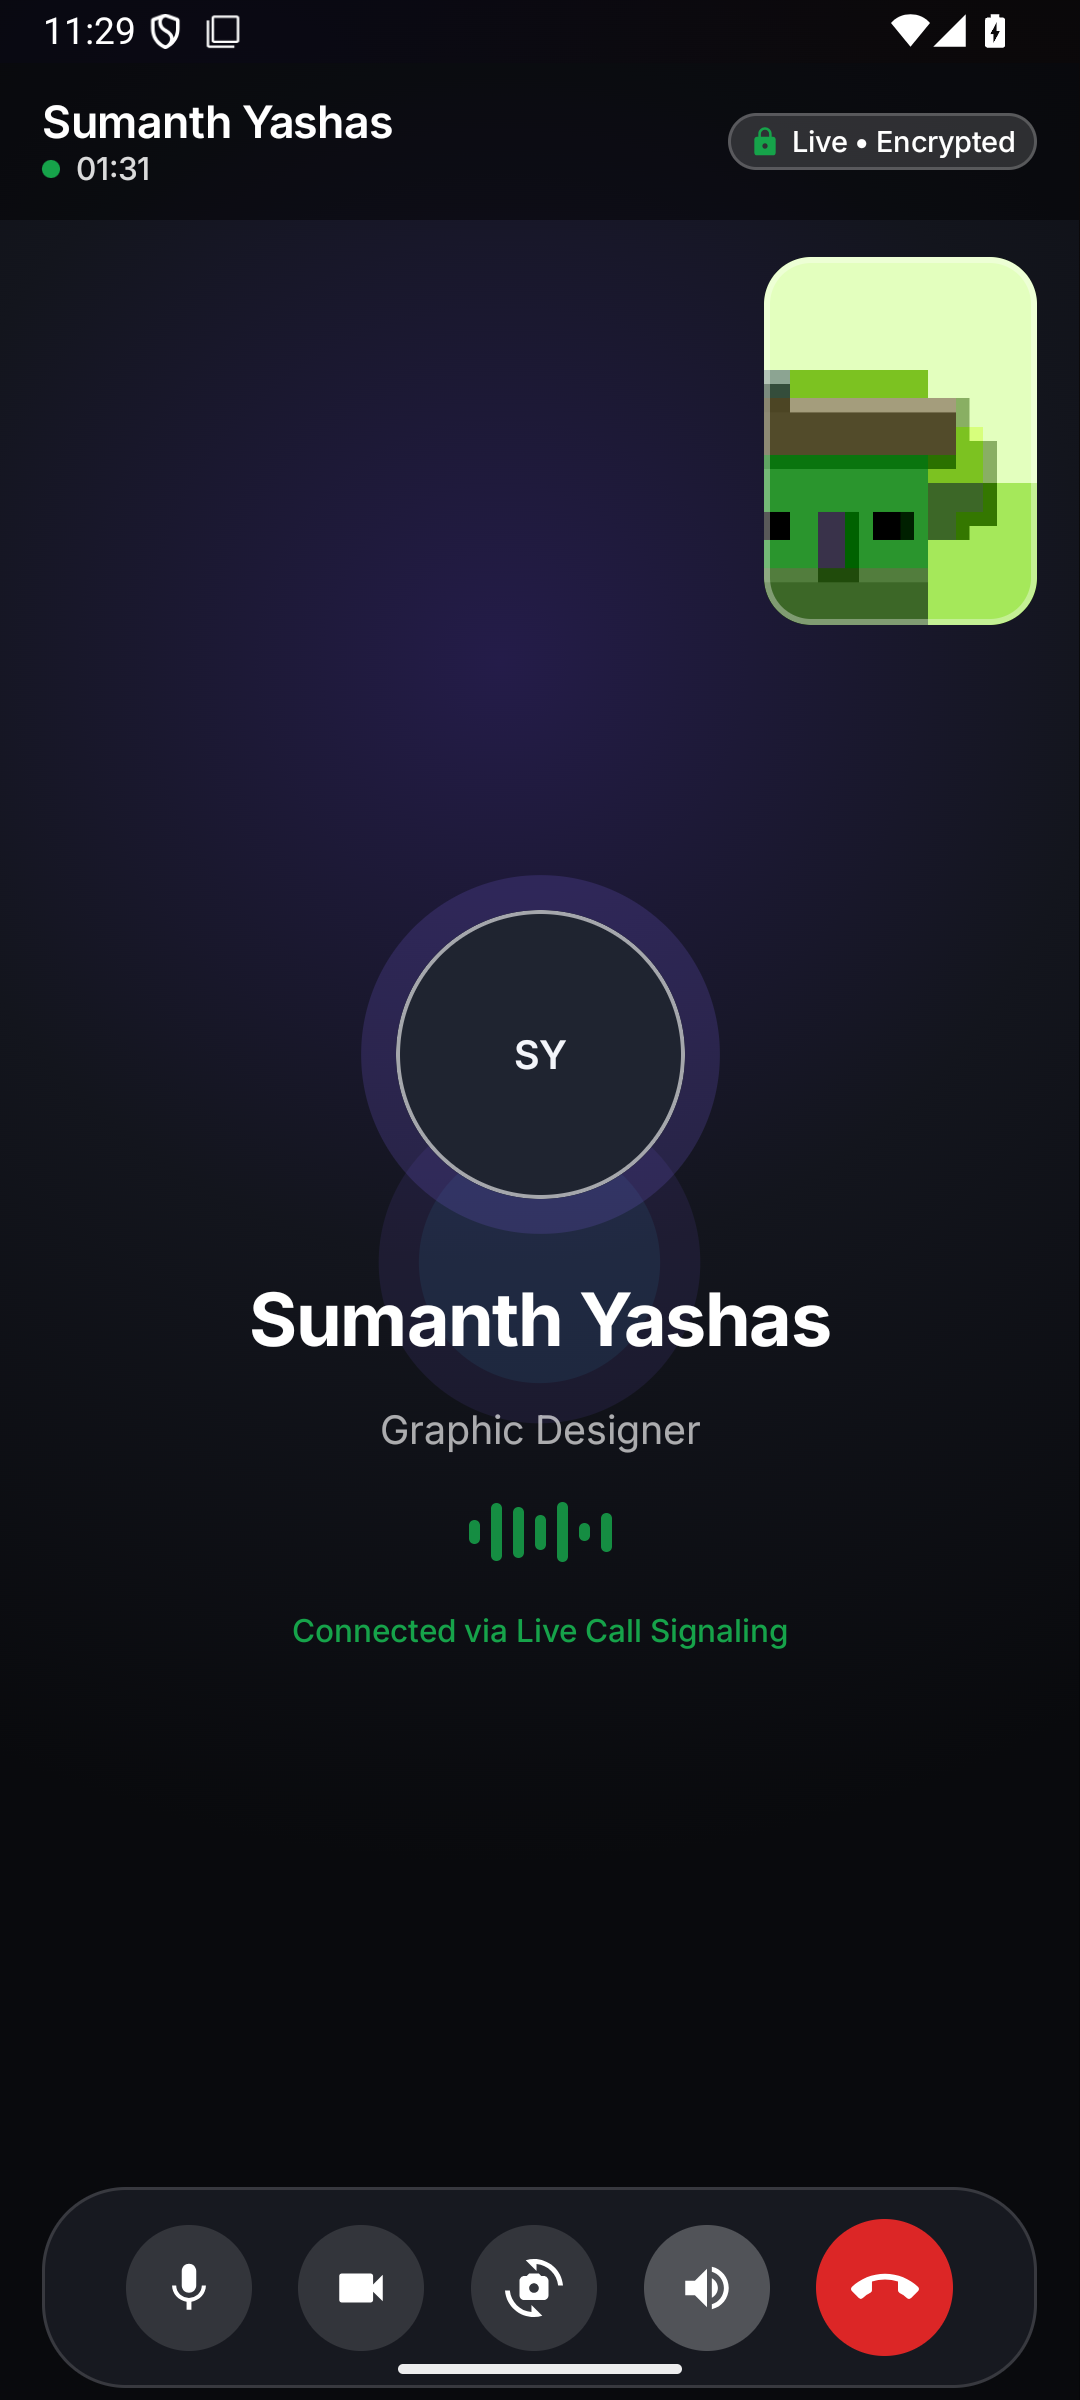 11:29
Sumanth Yashas
01:31
Live • Encrypted
SY
Sumanth Yashas
Graphic Designer
Connected via Live Call Signaling